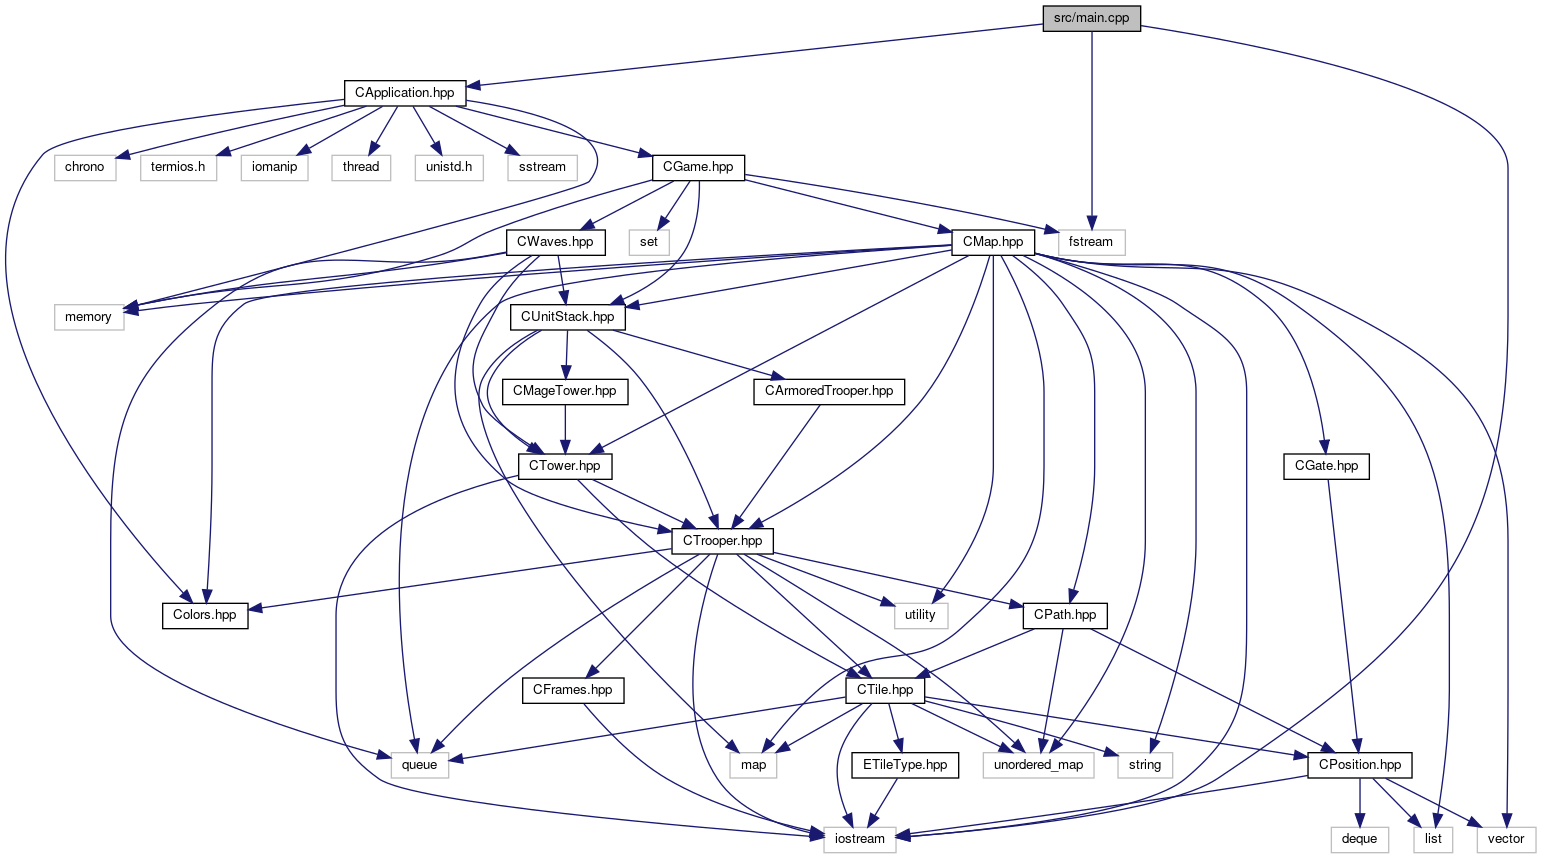 src/main.cpp
CApplication.hpp
chrono
termios.h
iomanip
thread
unistd.h
sstream
CGame.hpp
CWaves.hpp
set
CMap.hpp
fstream
memory
CUnitStack.hpp
CMageTower.hpp
CArmoredTrooper.hpp
CTower.hpp
CGate.hpp
CTrooper.hpp
Colors.hpp
utility
CPath.hpp
CFrames.hpp
CTile.hpp
queue
map
ETileType.hpp
unordered_map
string
CPosition.hpp
iostream
deque
list
vector